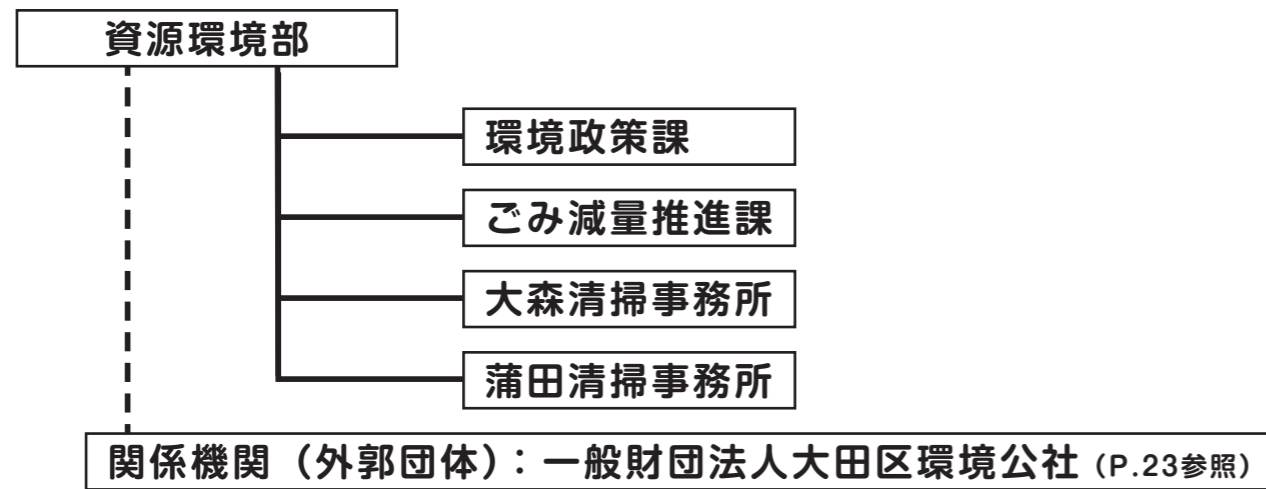 資源環境部
環境政策課
ごみ減量推進課
大森清掃事務所
蒲田清掃事務所
関係機関（外郭団体）：一般財団法人大田区環境公社（P.23参照）